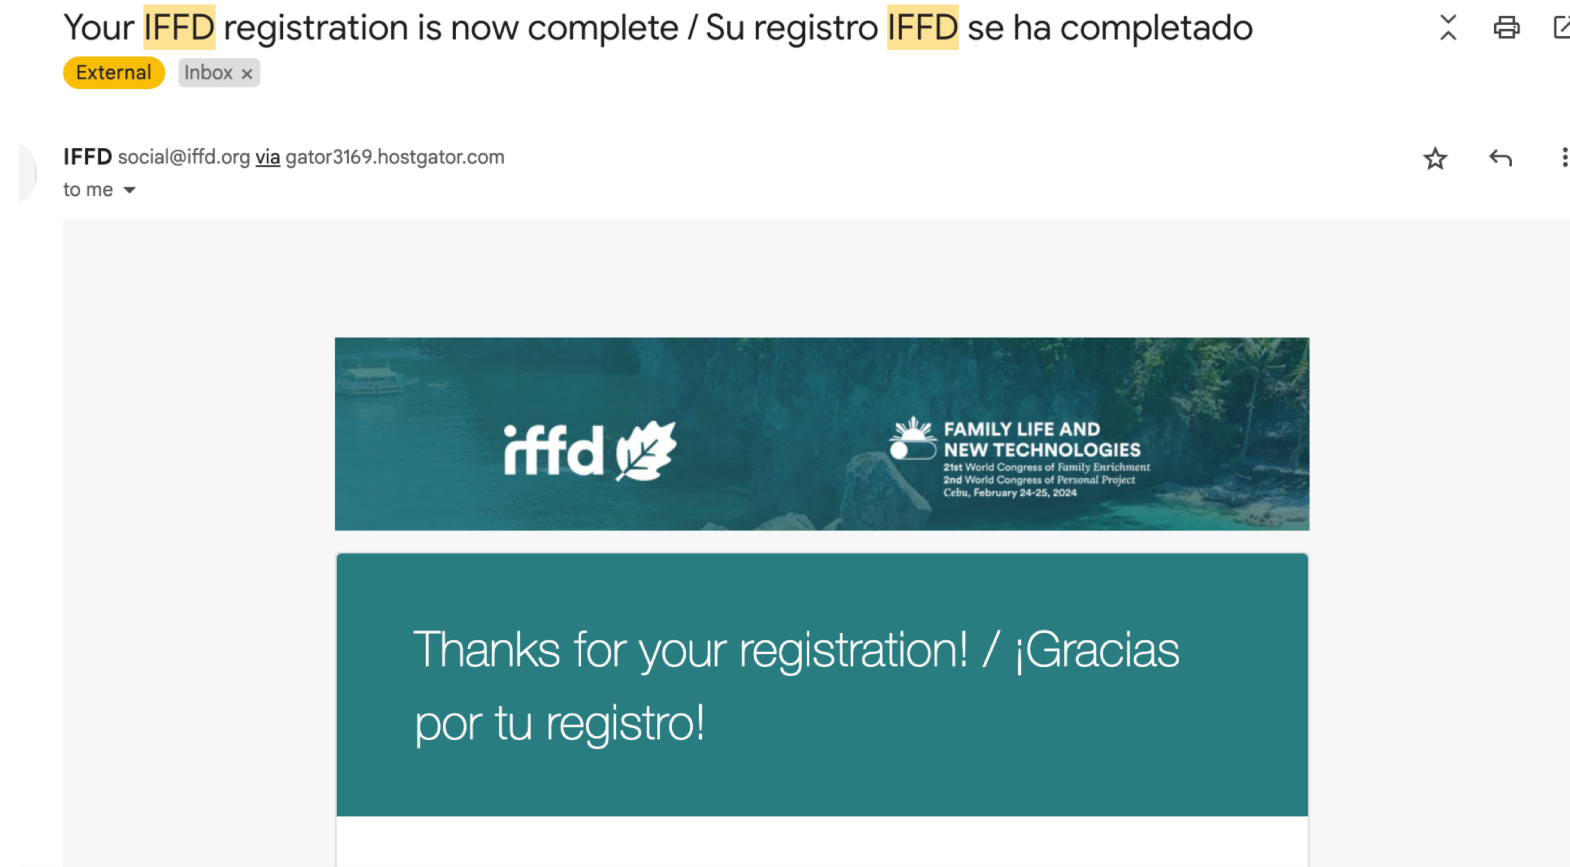 Your IFFD registration is now complete / Su registro IFFD se ha completado
External Inbox ×
IFFD social@iffd.org via gator3169.hostgator.com
to me
iffd
FAMILY LIFE AND
NEW TECHNOLOGIES
21st World Congress of Family Enrichment
2nd World Congress of Personal Project
Cebu, February 24-25, 2024
Thanks for your registration! / ¡Gracias
por tu registro!